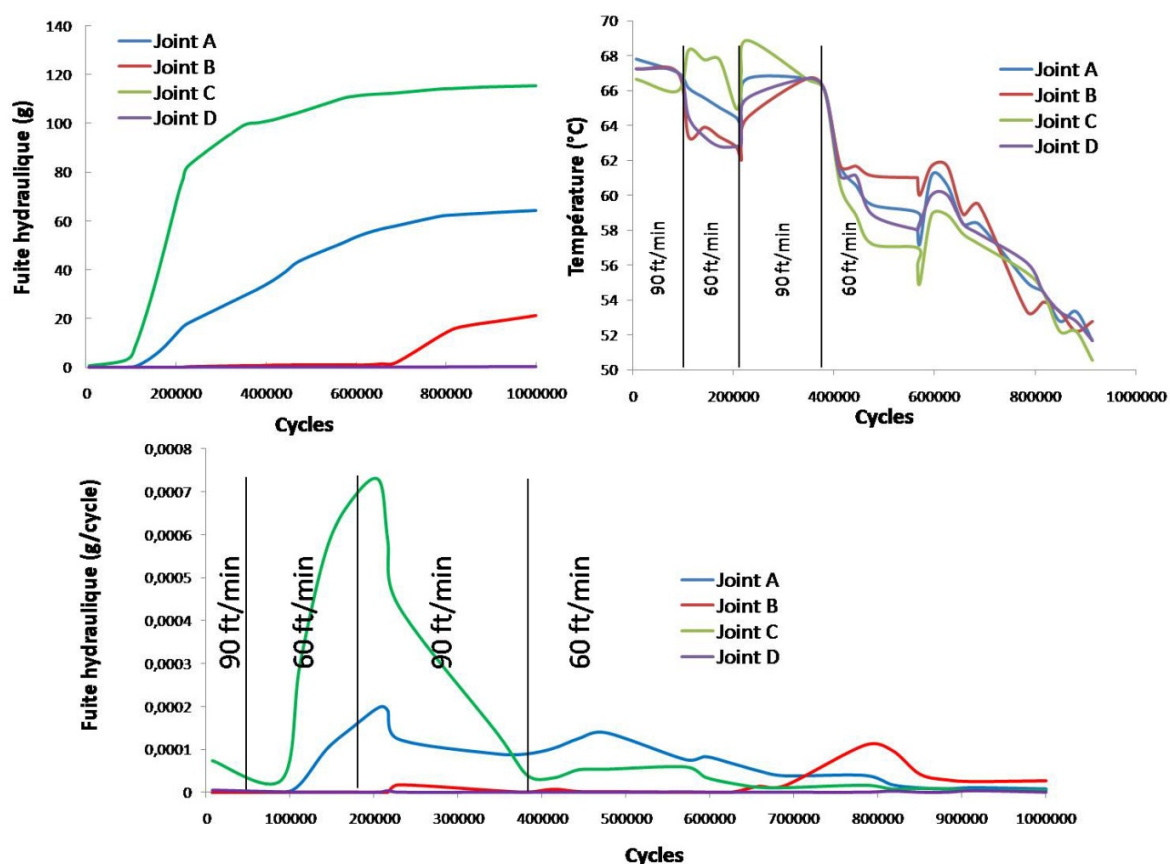 Fuite hydraulique (g)
140
120
100
80
60
40
20
0
Joint A
Joint B
Joint C
Joint D
0 200000 400000 600000 800000 1000000
Cycles
Température (°C)
70
68
66
64
62
60
58
56
54
52
50
90 ft/min
60 ft/min
90 ft/min
60 ft/min
Joint A
Joint B
Joint C
Joint D
0 200000 400000 600000 800000 1000000
Cycles
Fuite hydraulique (g/cycle)
0,0008
0,0007
0,0006
0,0005
0,0004
0,0003
0,0002
0,0001
0
90 ft/min
60 ft/min
90 ft/min
60 ft/min
Joint A
Joint B
Joint C
Joint D
0 100000 200000 300000 400000 500000 600000 700000 800000 900000 1000000
Cycles